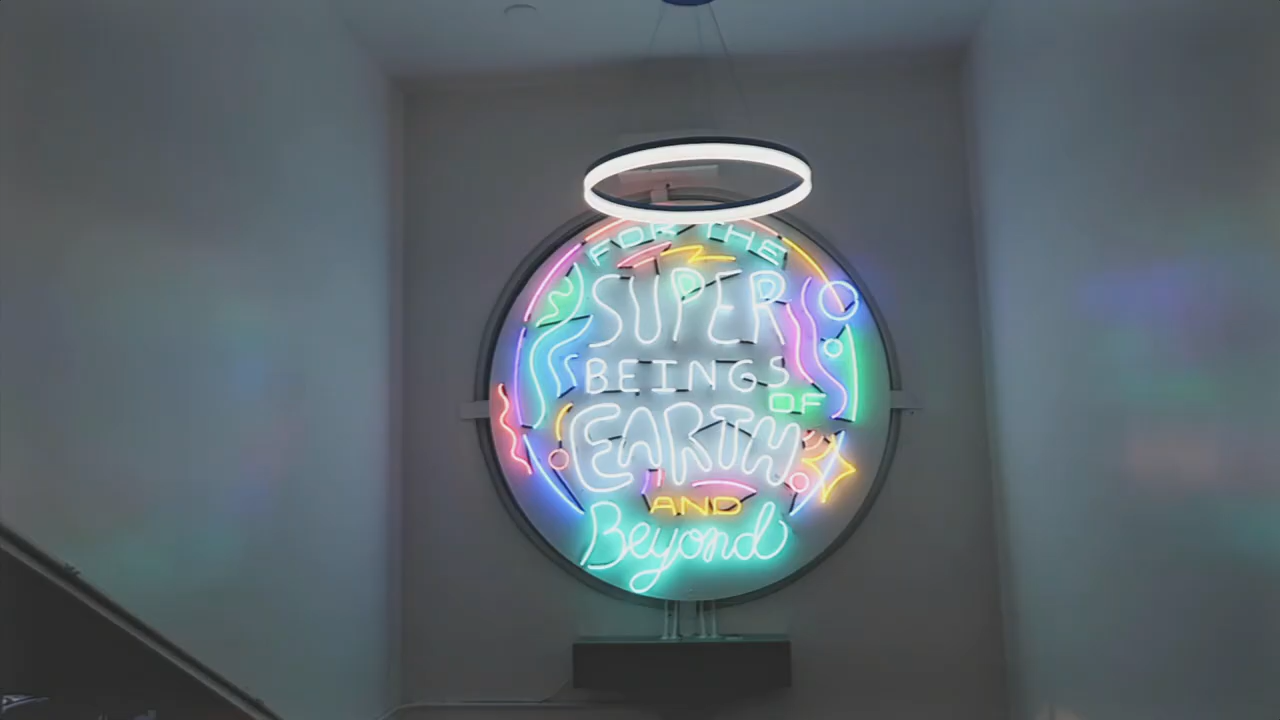 FOR THE
SUPER
BEINGS
OF
EARTH
AND
Beyond